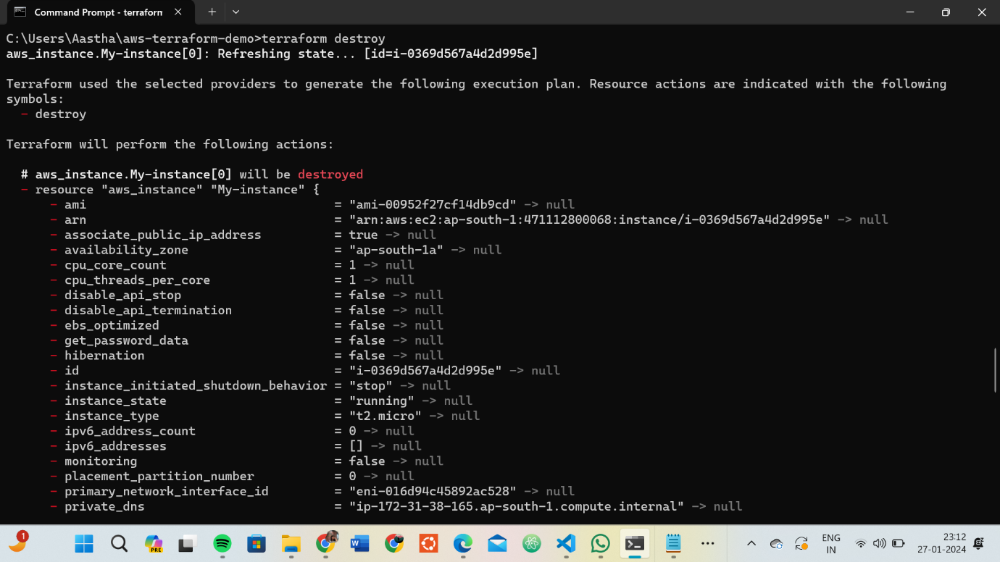 Command Prompt - terraform
C:\Users\Aastha\aws-terraform-demo>terraform destroy
aws_instance.My-instance[0]: Refreshing state... [id=i-0369d567a4d2d995e]
Terraform used the selected providers to generate the following execution plan. Resource actions are indicated with the following
symbols:
- destroy
Terraform will perform the following actions:
# aws_instance.My-instance[0] will be destroyed
- resource "aws_instance" "My-instance" {
- ami = "ami-00952f27cf14db9cd" -> null
- arn = "arn:aws:ec2:ap-south-1:471112800068:instance/i-0369d567a4d2d995e" -> null
- associate_public_ip_address = true -> null
- availability_zone = "ap-south-1a" -> null
- cpu_core_count = 1 -> null
- cpu_threads_per_core = 1 -> null
- disable_api_stop = false -> null
- disable_api_termination = false -> null
- ebs_optimized = false -> null
- get_password_data = false -> null
- hibernation = false -> null
- id = "i-0369d567a4d2d995e" -> null
- instance_initiated_shutdown_behavior = "stop" -> null
- instance_state = "running" -> null
- instance_type = "t2.micro" -> null
- ipv6_address_count = 0 -> null
- ipv6_addresses = [] -> null
- monitoring = false -> null
- placement_partition_number = 0 -> null
- primary_network_interface_id = "eni-016d94c45892ac528" -> null
- private_dns = "ip-172-31-38-165.ap-south-1.compute.internal" -> null
1
PRE
W
ENG
IN
23:12
27-01-2024